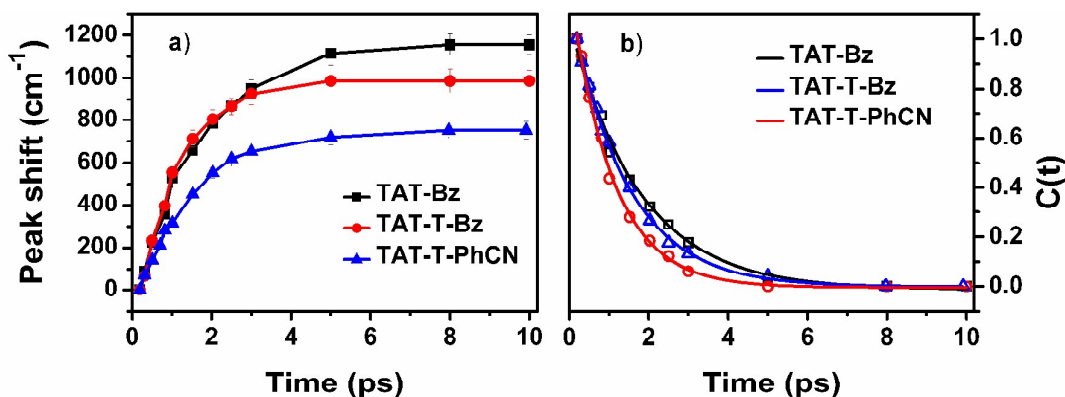 a)
Peak shift (cm⁻¹)
1200
1000
800
600
400
200
0
TAT-Bz
TAT-T-Bz
TAT-T-PhCN
0 2 4 6 8 10
Time (ps)
b)
TAT-Bz
TAT-T-Bz
TAT-T-PhCN
1.0
0.8
0.6
0.4
0.2
0.0
C(t)
0 2 4 6 8 10
Time (ps)